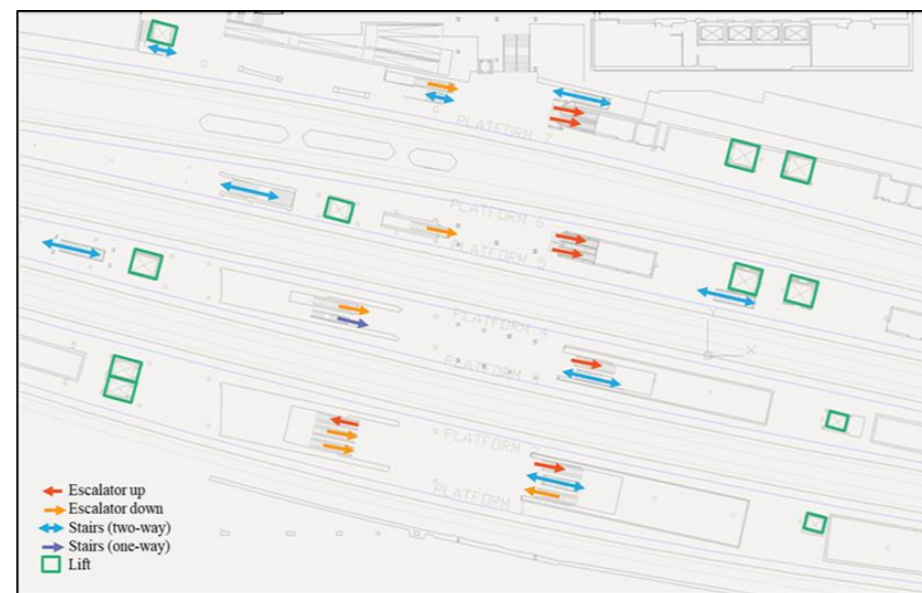 PLATFORM 7
PLATFORM 6
PLATFORM 5
PLATFORM 4
PLATFORM
PLATFORM
PLATFORM
Y
X
Escalator up
Escalator down
Stairs (two-way)
Stairs (one-way)
Lift